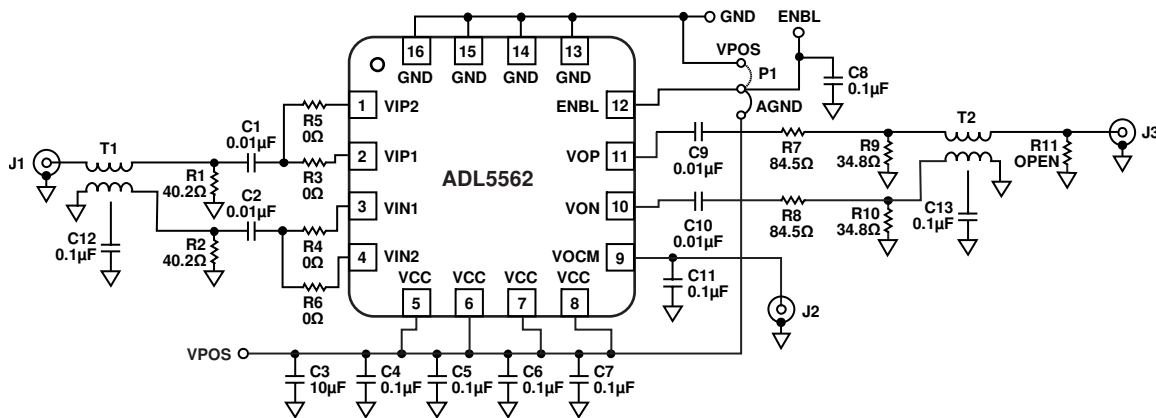 GND
ENBL
16 15 14 13
GND GND GND GND
VPOS
P1
C8
0.1µF
AGND
1 VIP2
ENBL 12
R5
0Ω
C1
0.01µF
T1
J1
2 VIP1
R3
0Ω
R1
40.2Ω
ADL5562
VOP 11
C9
0.01µF
R7
84.5Ω
R9
34.8Ω
T2
R11
OPEN
J3
C2
0.01µF
3 VIN1
R4
0Ω
VON 10
C10
0.01µF
R8
84.5Ω
R10
34.8Ω
C13
0.1µF
C12
0.1µF
R2
40.2Ω
4 VIN2
R6
0Ω
VOCM 9
C11
0.1µF
J2
VCC VCC VCC VCC
5 6 7 8
VPOS
C3
10µF
C4
0.1µF
C5
0.1µF
C6
0.1µF
C7
0.1µF